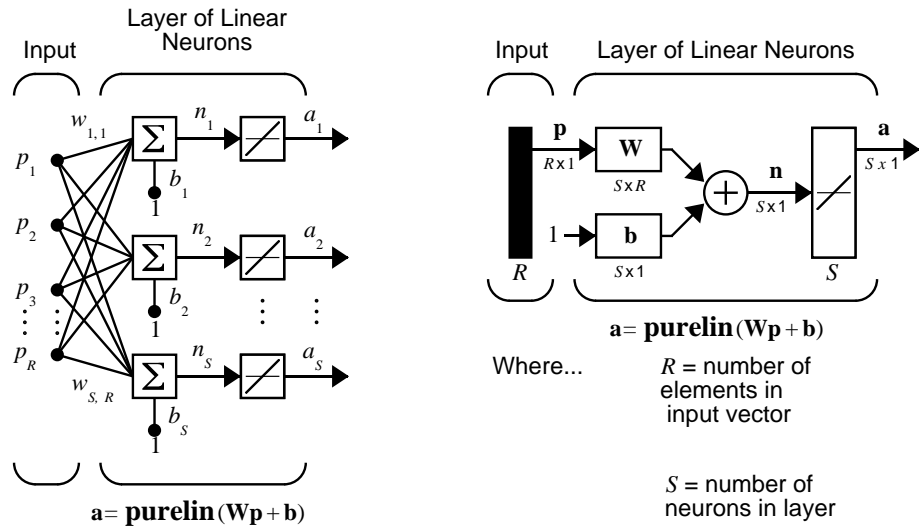 Layer of Linear
Neurons
Input
w1,1
n1
a1
Σ
p1
b1
1
p2
n2
a2
Σ
p3
b2
1
pR
nS
aS
Σ
wS, R
bS
1
a= purelin(Wp + b)
Input
Layer of Linear Neurons
p
R x 1
W
S x R
a
S x 1
+
n
S x 1
1
b
S x 1
R
S
a= purelin(Wp + b)
Where...
R = number of
elements in
input vector
S = number of
neurons in layer